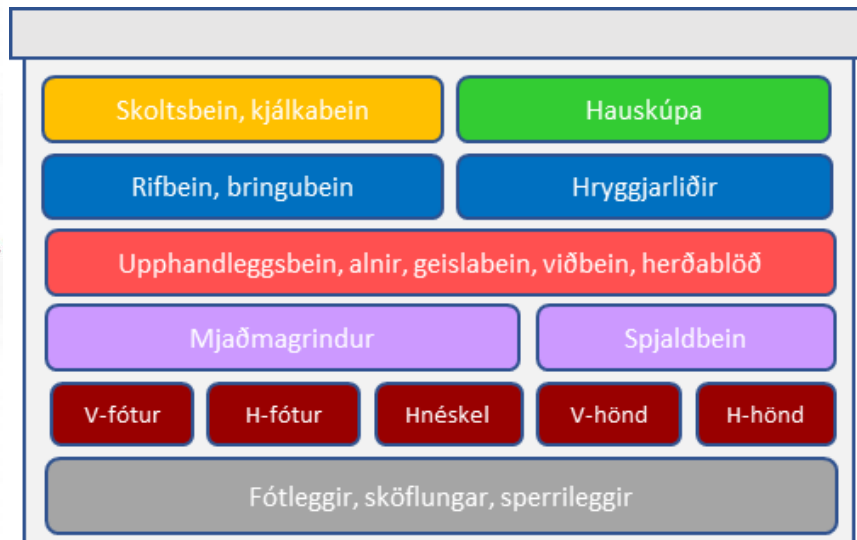 Skoltsbein, kjálkabein
Hauskúpa
Rifbein, bringubein
Hryggjarliðir
Upphandleggsbein, alnir, geislabein, viðbein, herðablöð
Mjaðmagrindur
Spjaldbein
V-fótur
H-fótur
Hnéskel
V-hönd
H-hönd
Fótleggir, sköflungar, sperrileggir